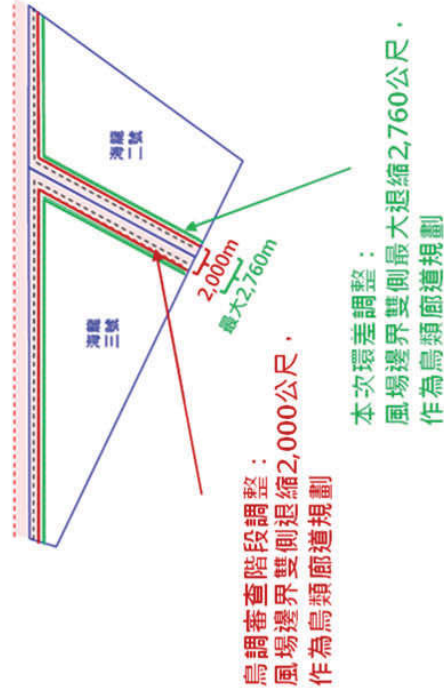 海龍
三號
海龍
二號
2,000m
最大2,760m
鳥調審查階段調整：
風場邊界雙側退縮2,000公尺，
作為鳥類廊道規劃
本次環差調整：
風場邊界雙側最大退縮2,760公尺，
作為鳥類廊道規劃